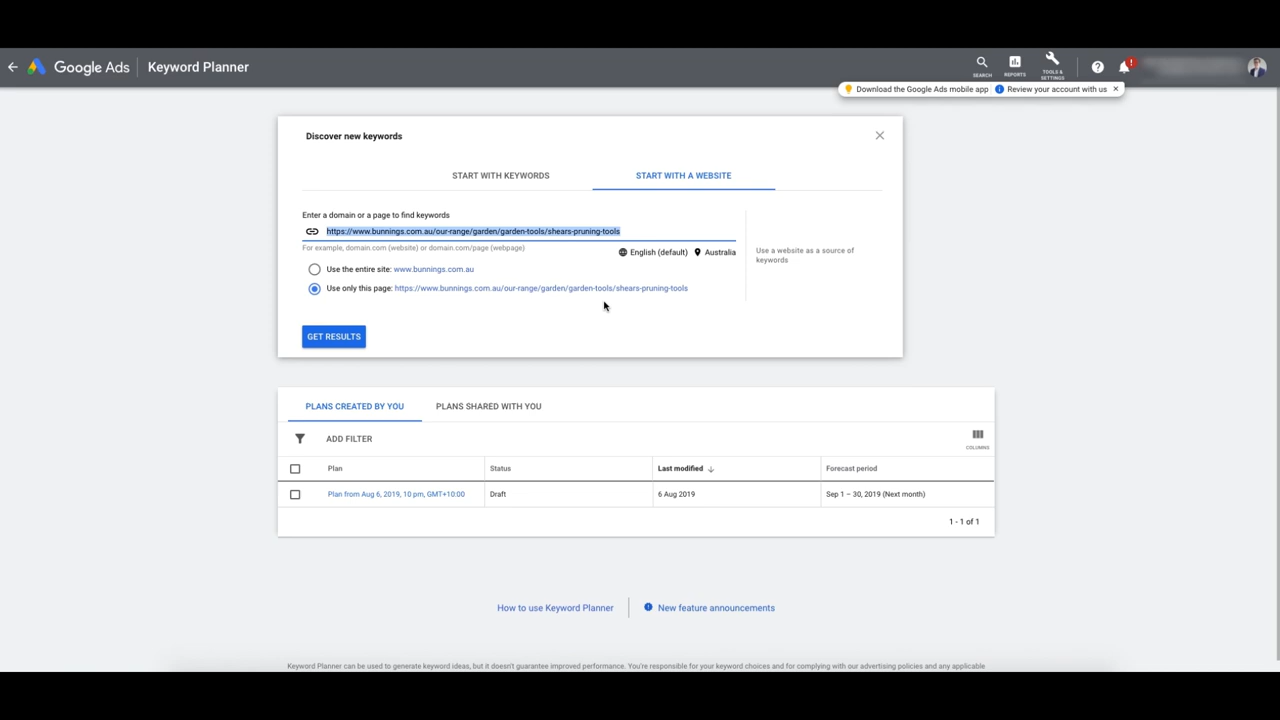 Google Ads | Keyword Planner
SEARCH
REPORTS
TOOLS & SETTINGS
!
Download the Google Ads mobile app
Review your account with us
Discover new keywords
START WITH KEYWORDS
START WITH A WEBSITE
Enter a domain or a page to find keywords
https://www.bunnings.com.au/our-range/garden/garden-tools/shears-pruning-tools
For example, domain.com (website) or domain.com/page (webpage)
English (default)
Australia
Use a website as a source of
keywords
Use the entire site: www.bunnings.com.au
Use only this page: https://www.bunnings.com.au/our-range/garden/garden-tools/shears-pruning-tools
GET RESULTS
PLANS CREATED BY YOU
PLANS SHARED WITH YOU
ADD FILTER
COLUMNS
Plan
Status
Last modified
Forecast period
Plan from Aug 6, 2019, 10 pm, GMT+10:00
Draft
6 Aug 2019
Sep 1 – 30, 2019 (Next month)
1 - 1 of 1
How to use Keyword Planner
New feature announcements
Keyword Planner can be used to generate keyword ideas, but it doesn't guarantee improved performance. You're responsible for your keyword choices and for complying with our advertising policies and any applicable